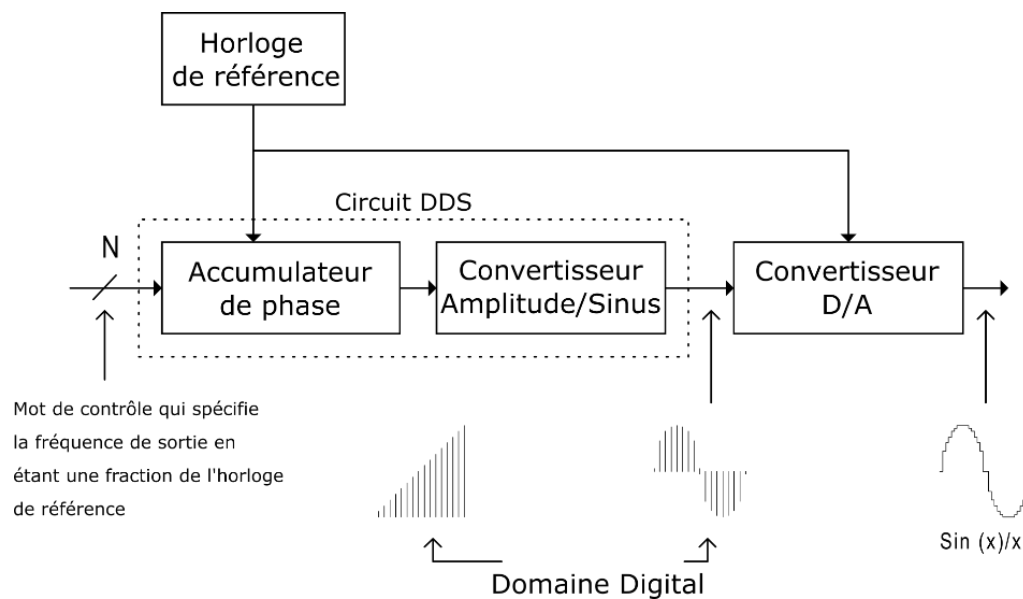 Horloge
de référence
Circuit DDS
N
Accumulateur
de phase
Convertisseur
Amplitude/Sinus
Convertisseur
D/A
Mot de contrôle qui spécifie
la fréquence de sortie en
étant une fraction de l'horloge
de référence
Sin (x)/x
Domaine Digital